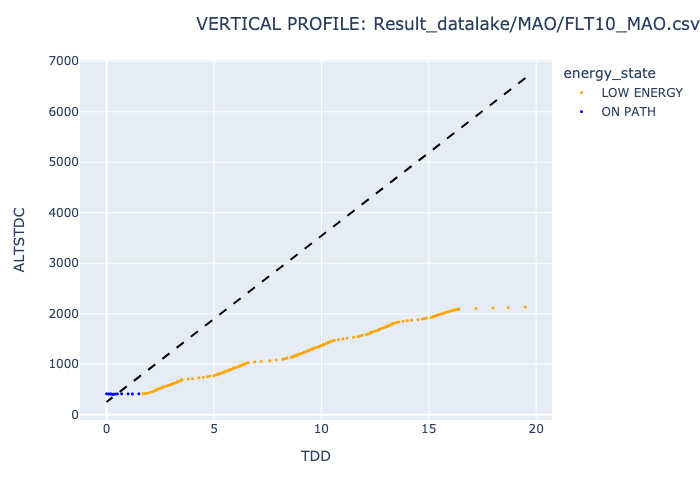 VERTICAL PROFILE: Result_datalake/MAO/FLT10_MAO.csv
energy_state
LOW ENERGY
ON PATH
7000
6000
5000
4000
3000
2000
1000
0
ALTSTDC
0
5
10
15
20
TDD